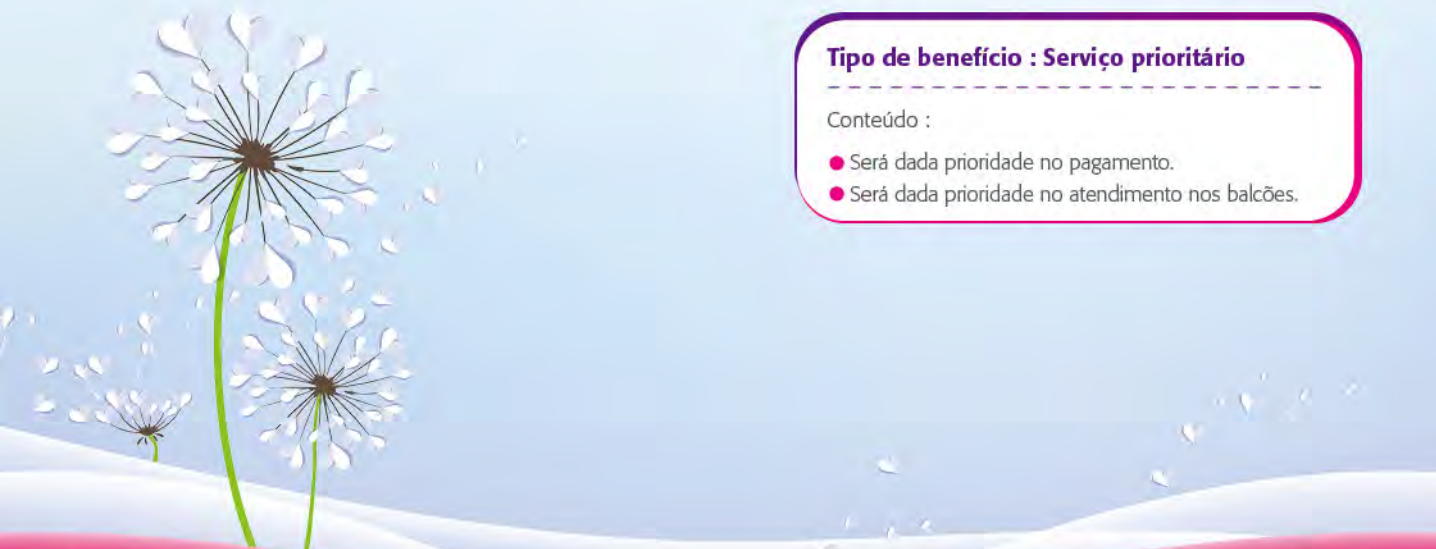 Tipo de benefício : Serviço prioritário
Conteúdo :
● Será dada prioridade no pagamento.
● Será dada prioridade no atendimento nos balcões.